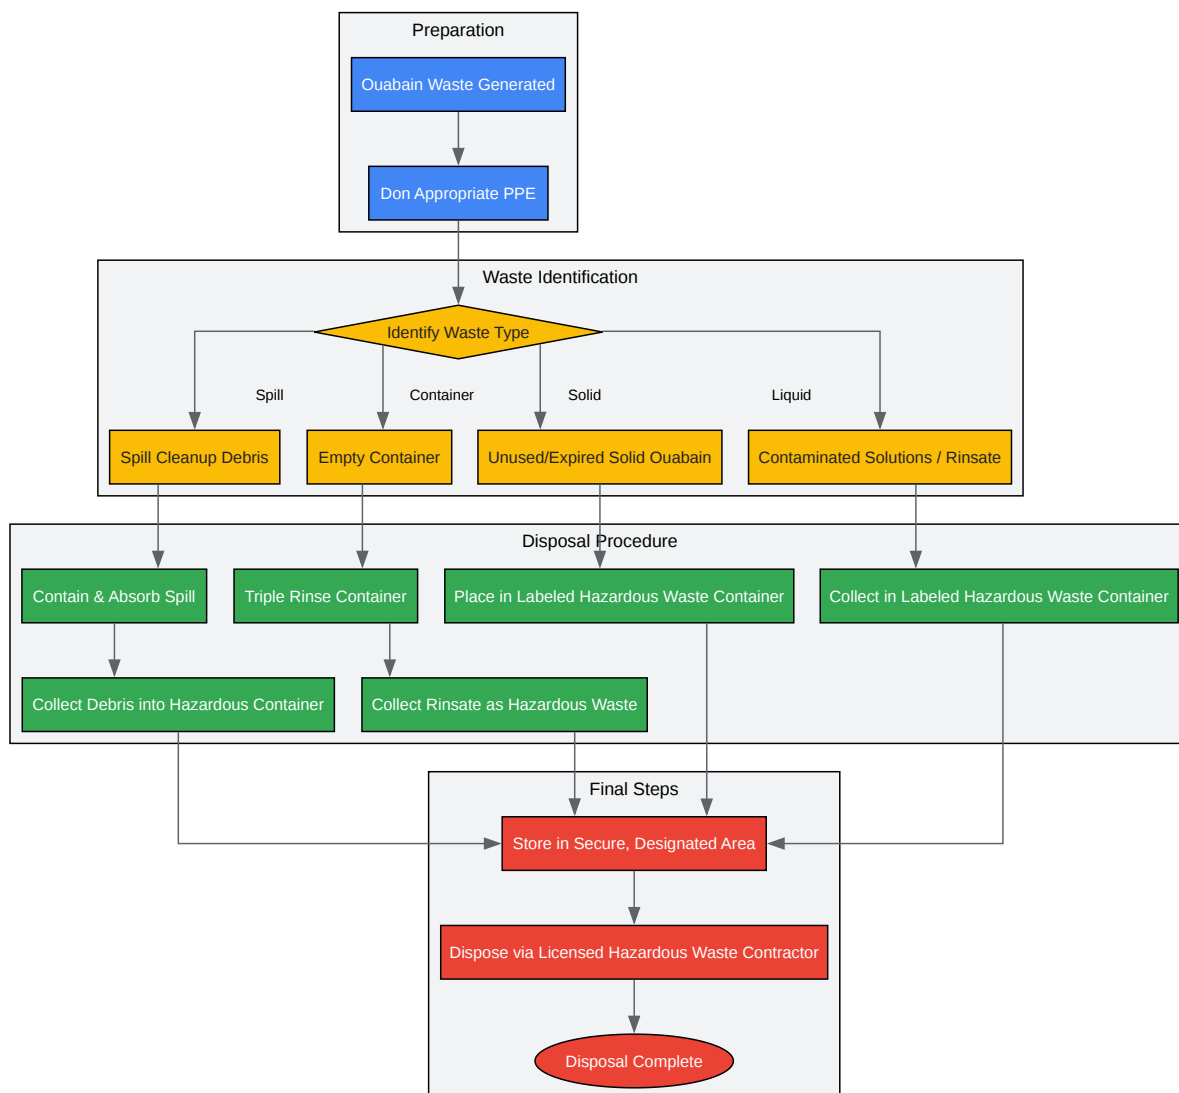 Preparation
Ouabain Waste Generated
Don Appropriate PPE
Waste Identification
Identify Waste Type
Spill
Container
Solid
Liquid
Spill Cleanup Debris
Empty Container
Unused/Expired Solid Ouabain
Contaminated Solutions / Rinsate
Disposal Procedure
Contain & Absorb Spill
Triple Rinse Container
Place in Labeled Hazardous Waste Container
Collect in Labeled Hazardous Waste Container
Collect Debris into Hazardous Container
Collect Rinsate as Hazardous Waste
Final Steps
Store in Secure, Designated Area
Dispose via Licensed Hazardous Waste Contractor
Disposal Complete